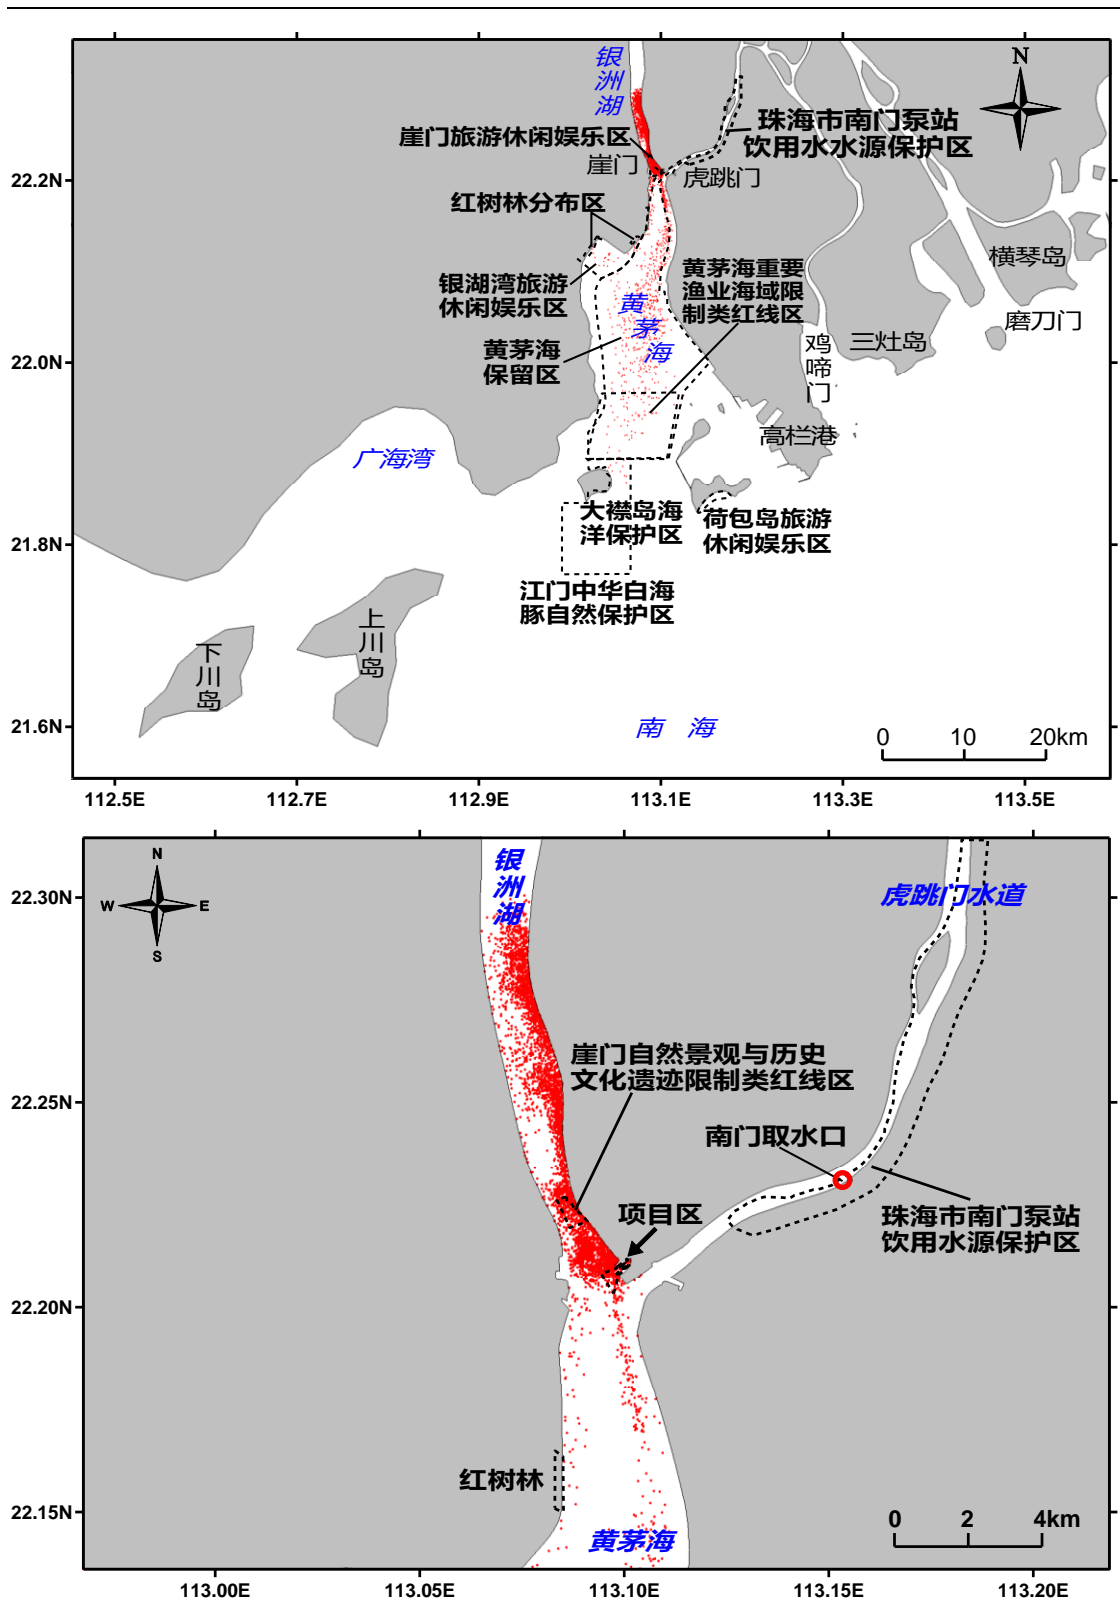 银洲湖
N
珠海市南门泵站
饮用水水源保护区
崖门旅游休闲娱乐区
崖门
虎跳门
22.2N
红树林分布区
银湖湾旅游
休闲娱乐区
黄茅海重要
渔业海域限
制类红线区
横琴岛
磨刀门
黄茅海
三灶岛
鸡啼门
22.0N
黄茅海
保留区
高栏港
广海湾
大襟岛海
洋保护区
荷包岛旅游
休闲娱乐区
21.8N
江门中华白海
豚自然保护区
上川岛
下川岛
21.6N
南 海
0 10 20km
112.5E 112.7E 112.9E 113.1E 113.3E 113.5E
银洲湖
N
W E
S
虎跳门水道
22.30N
崖门自然景观与历史
文化遗迹限制类红线区
22.25N
南门取水口
项目区
珠海市南门泵站
饮用水源保护区
22.20N
红树林
22.15N
黄茅海
0 2 4km
113.00E 113.05E 113.10E 113.15E 113.20E